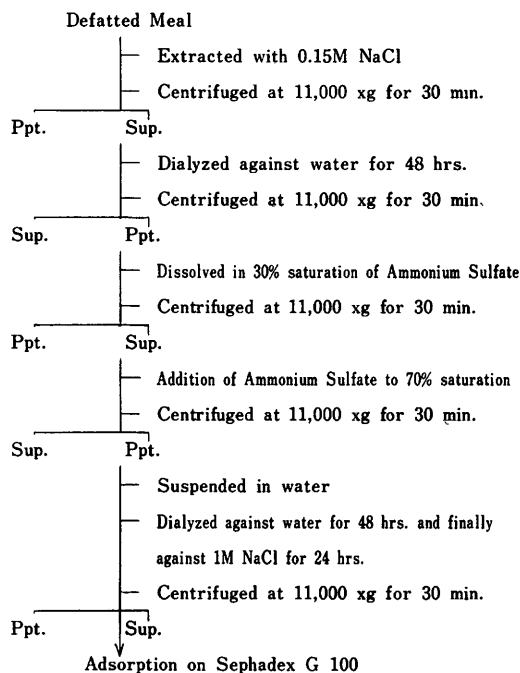 Defatted Meal
Extracted with 0.15M NaCl
Centrifuged at 11,000 xg for 30 min.
Ppt. Sup.
Dialyzed against water for 48 hrs.
Centrifuged at 11,000 xg for 30 min.
Sup. Ppt.
Dissolved in 30% saturation of Ammonium Sulfate
Centrifuged at 11,000 xg for 30 min.
Ppt. Sup.
Addition of Ammonium Sulfate to 70% saturation
Centrifuged at 11,000 xg for 30 min.
Sup. Ppt.
Suspended in water
Dialyzed against water for 48 hrs. and finally
against 1M NaCl for 24 hrs.
Centrifuged at 11,000 xg for 30 min.
Ppt. Sup.
Adsorption on Sephadex G 100